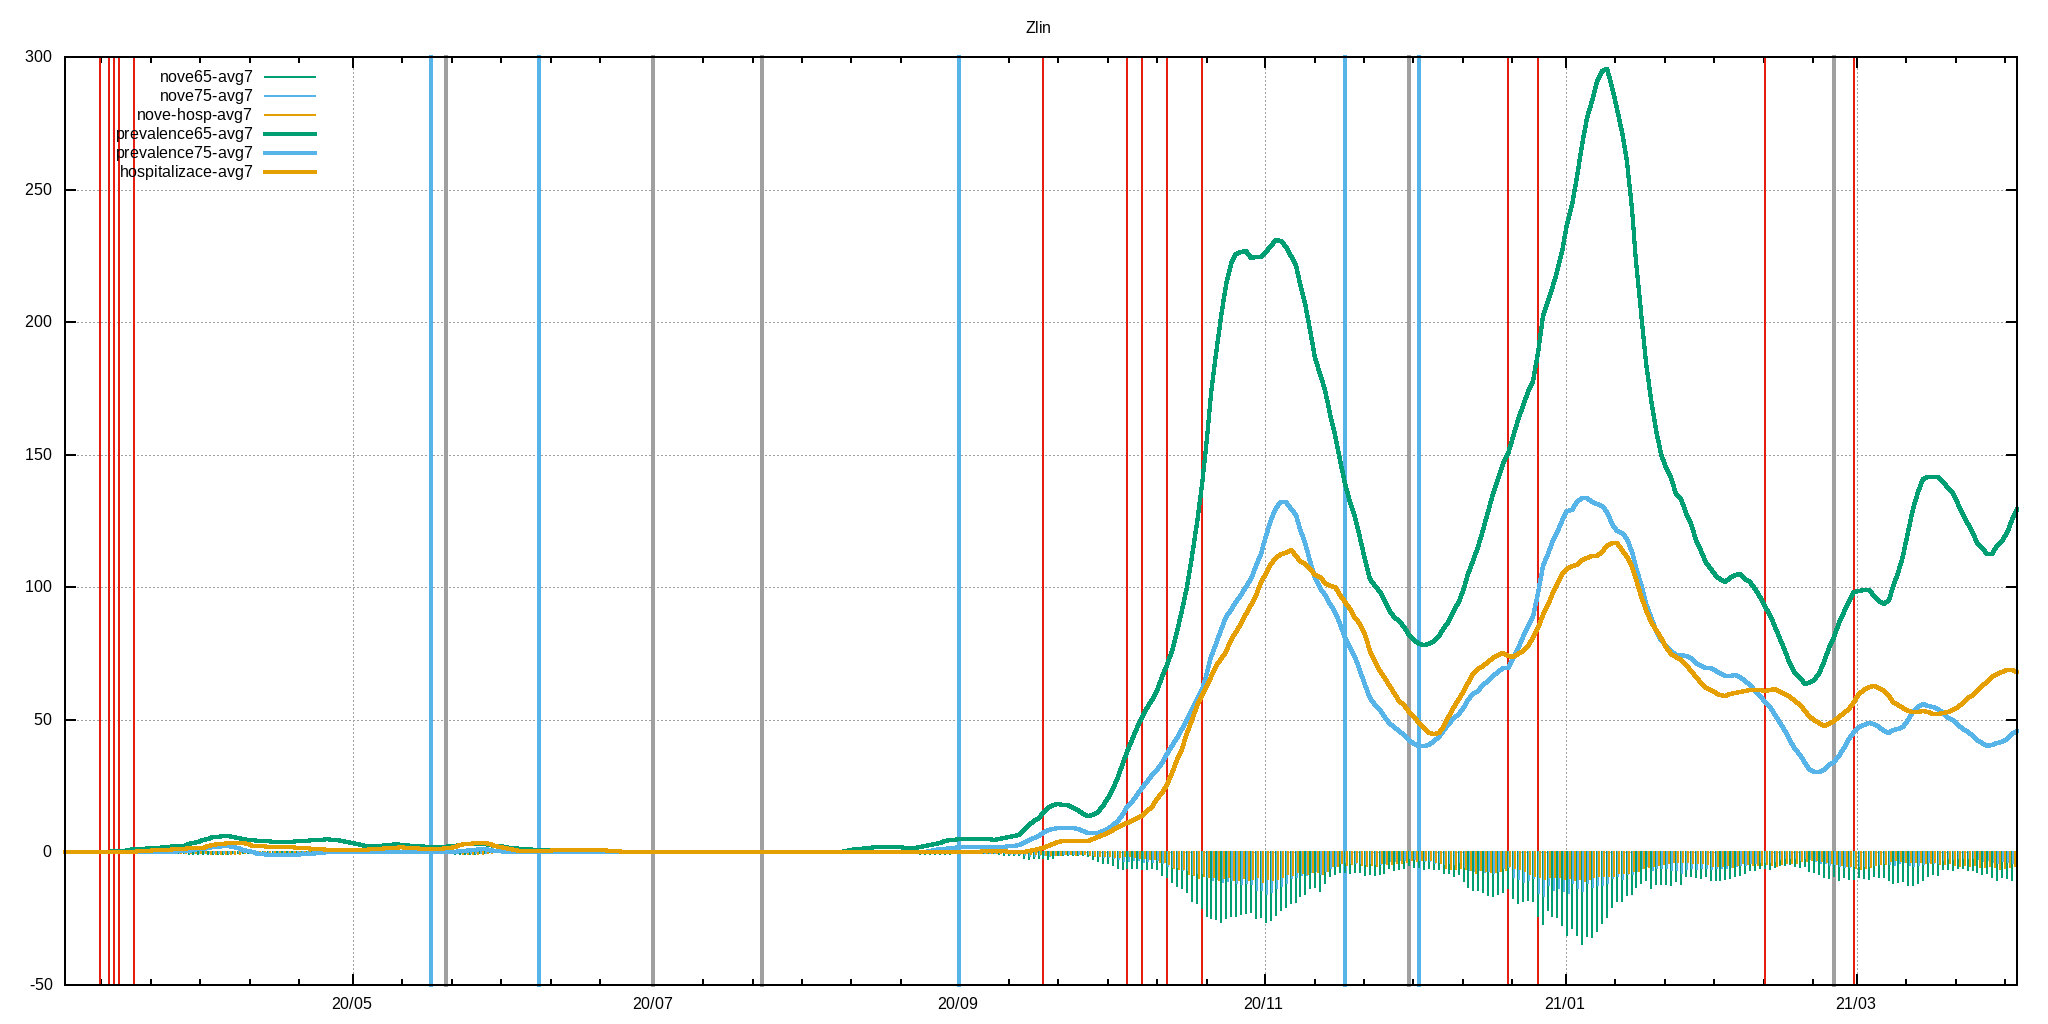 Zlin
300
nove65-avg7
nove75-avg7
nove-hosp-avg7
prevalence65-avg7
prevalence75-avg7
hospitalizace-avg7
250
200
150
100
50
0
-50
20/05 20/07 20/09 20/11 21/01 21/03